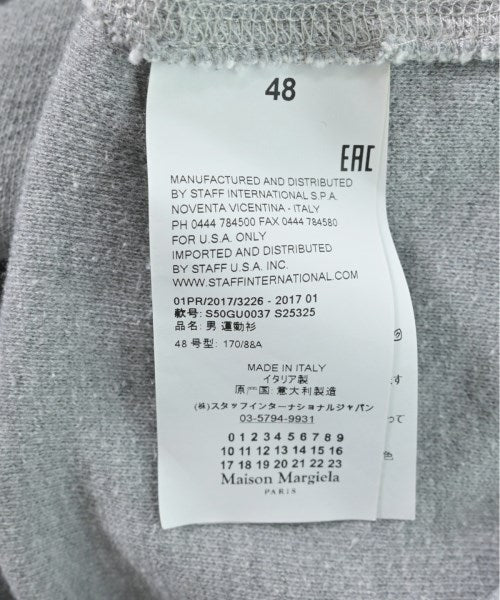 48
EAC
MANUFACTURED AND DISTRIBUTED
BY STAFF INTERNATIONAL S.P.A.
NOVENTA VICENTINA - ITALY
PH 0444 784500 FAX 0444 784580
FOR U.S.A. ONLY
IMPORTED AND DISTRIBUTED
BY STAFF U.S.A. INC.
WWW.STAFFINTERNATIONAL.COM
01PR/2017/3226 - 2017 01
款号: S50GU0037 S25325
品名: 男 運動衫
48 号型: 170/88A
MADE IN ITALY
イタリア製
原产国: 意大利製造
(株)スタッフインターナショナルジャパン
03-5794-9931
0 1 2 3 4 5 6 7 8 9
10 11 12 13 14 15 16
17 18 19 20 21 22 23
Maison Margiela
PARIS
す
って
色